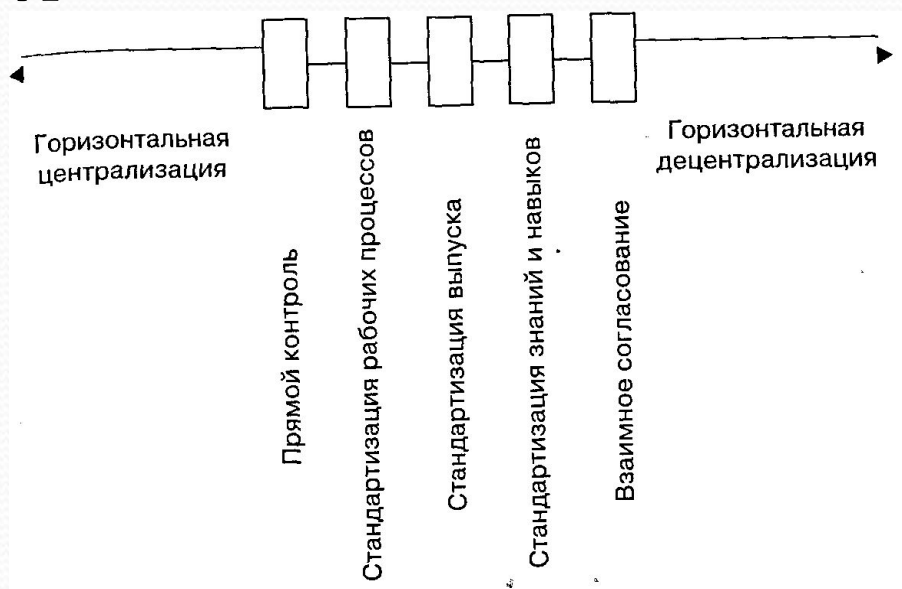 Горизонтальная
централизация
Прямой контроль
Стандартизация рабочих процессов
Стандартизация выпуска
Стандартизация знаний и навыков
Взаимное согласование
Горизонтальная
децентрализация